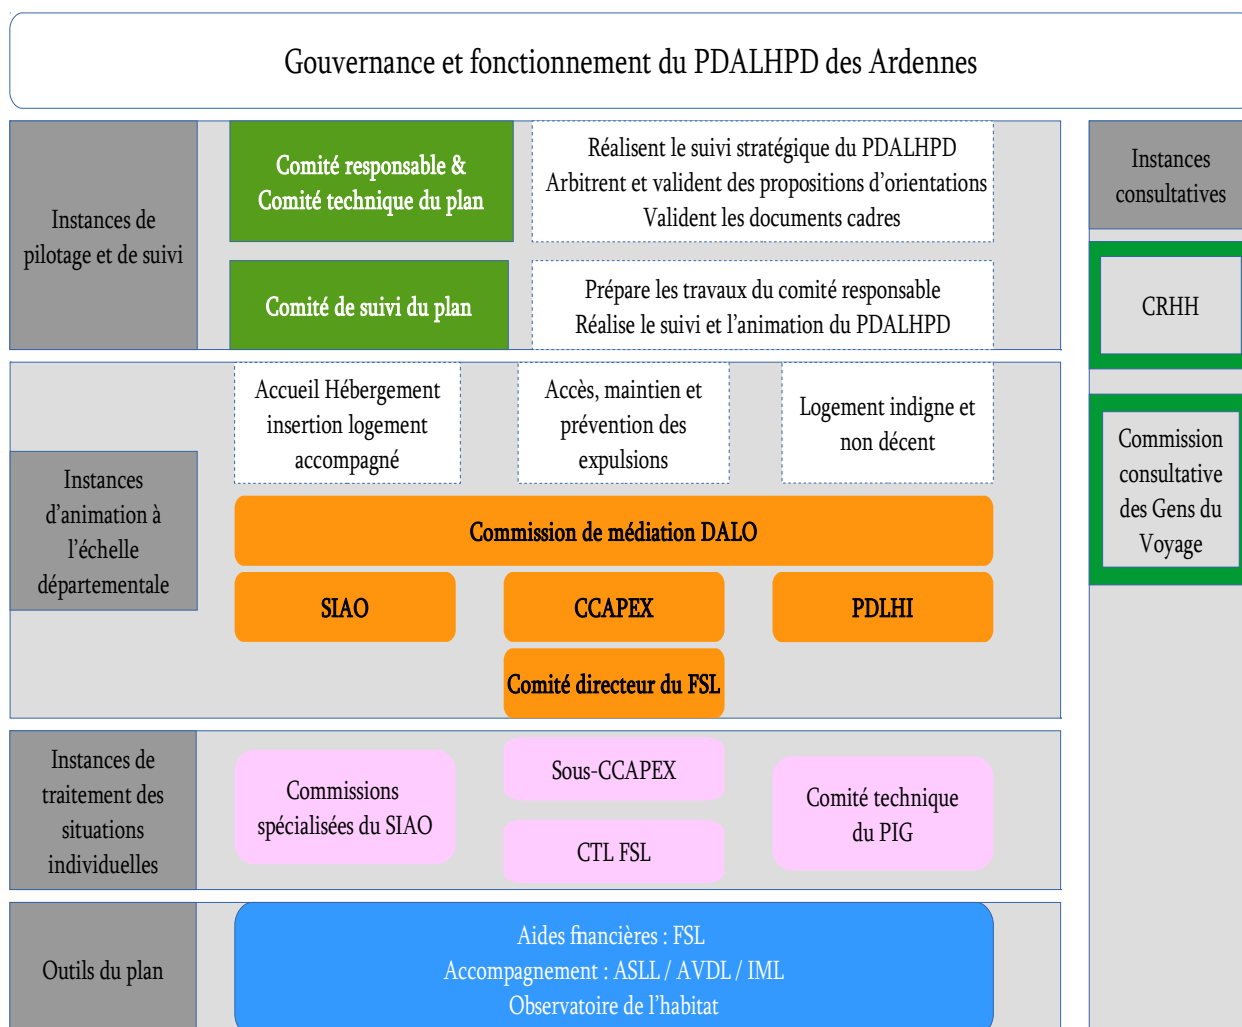 Gouvernance et fonctionnement du PDALHPD des Ardennes
Instances de
pilotage et de suivi
Comité responsable &
Comité technique du plan
Réalisent le suivi stratégique du PDALHPD
Arbitrent et valident des propositions d'orientations
Valident les documents cadres
Comité de suivi du plan
Prépare les travaux du comité responsable
Réalise le suivi et l'animation du PDALHPD
Instances
d'animation à
l'échelle
départementale
Accueil Hébergement
insertion logement
accompagné
Accès, maintien et
prévention des
expulsions
Logement indigne et
non décent
Commission de médiation DALO
SIAO
CCAPEX
PDLHI
Comité directeur du FSL
Instances de
traitement des
situations
individuelles
Commissions
spécialisées du SIAO
Sous-CCAPEX
CTL FSL
Comité technique
du PIG
Outils du plan
Aides financières : FSL
Accompagnement : ASLL / AVDL / IML
Observatoire de l'habitat
Instances
consultatives
CRHH
Commission
consultative
des Gens du
Voyage